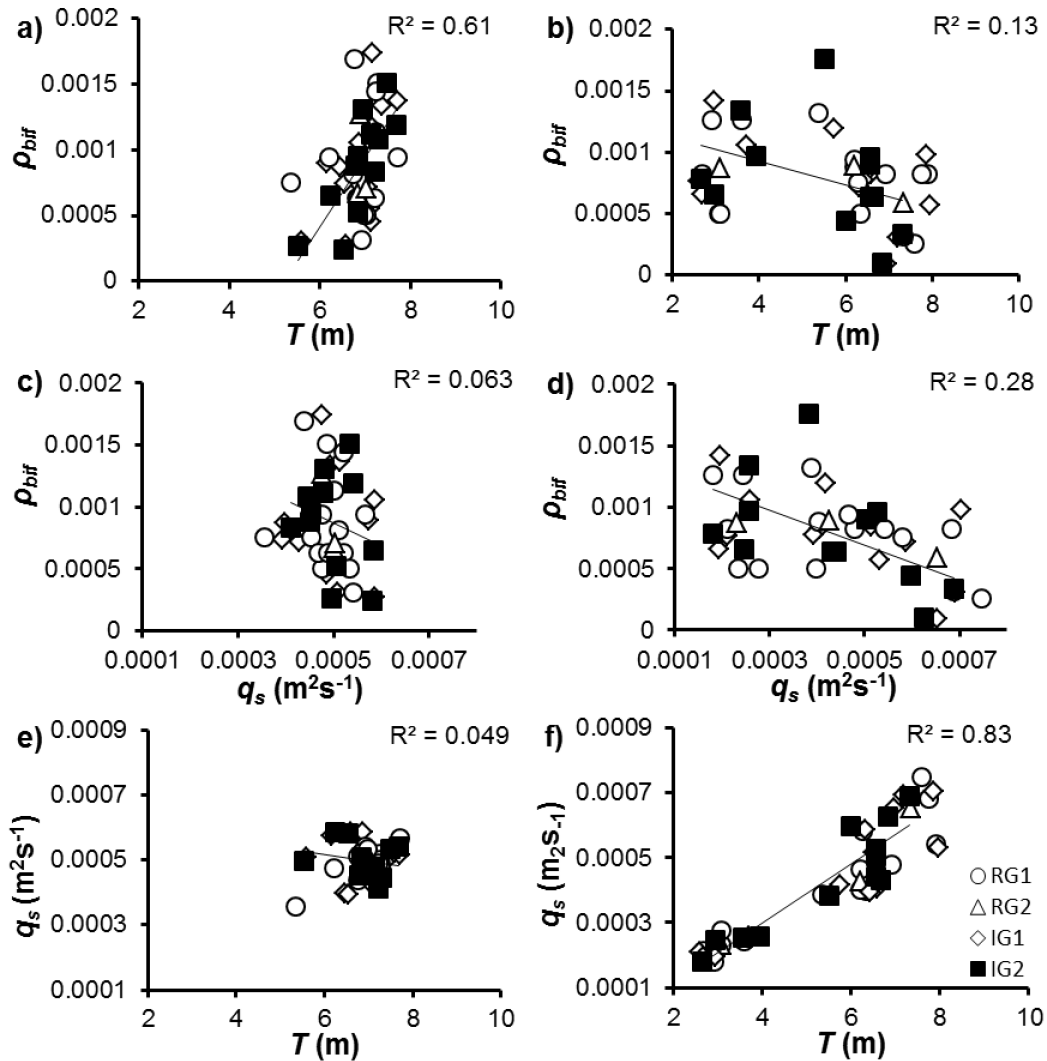 a)
R² = 0.61
0.002
0.0015
0.001
0.0005
0
ρbif
2 4 6 8 10
T (m)
b)
R² = 0.13
0.002
0.0015
0.001
0.0005
0
ρbif
2 4 6 8 10
T (m)
c)
R² = 0.063
0.002
0.0015
0.001
0.0005
0
ρbif
0.0001 0.0003 0.0005 0.0007
qs (m²s⁻¹)
d)
R² = 0.28
0.002
0.0015
0.001
0.0005
0
ρbif
0.0001 0.0003 0.0005 0.0007
qs (m²s⁻¹)
e)
R² = 0.049
0.0009
0.0007
0.0005
0.0003
0.0001
qs (m²s⁻¹)
2 4 6 8 10
T (m)
f)
R² = 0.83
0.0009
0.0007
0.0005
0.0003
0.0001
qs (m₂s₋₁)
2 4 6 8 10
T (m)
RG1
RG2
IG1
IG2